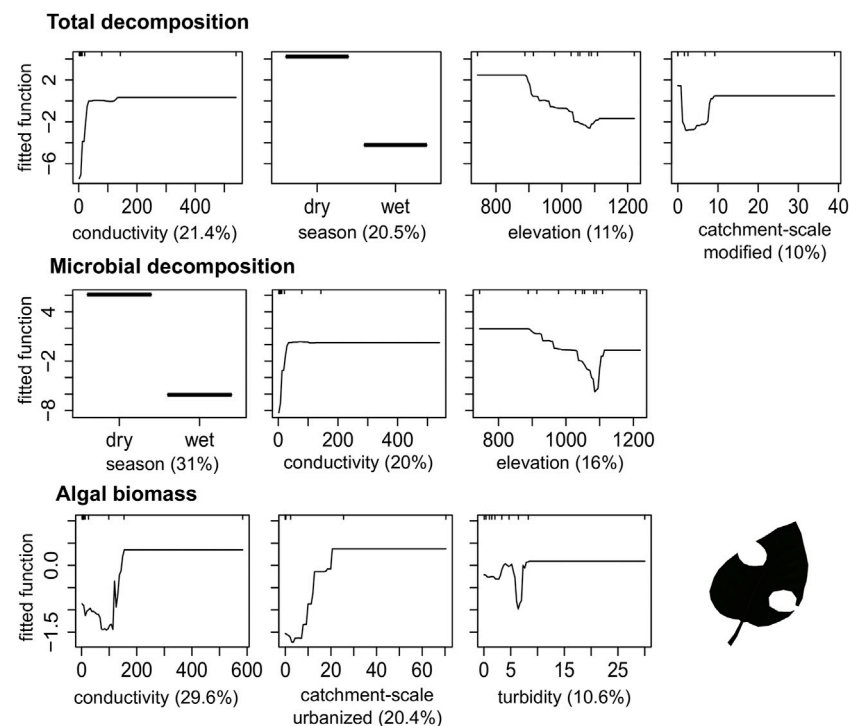 Total decomposition
fitted function
2
−2
−6
0 200 400
conductivity (21.4%)
dry wet
season (20.5%)
800 1000 1200
elevation (11%)
0 10 20 30 40
catchment-scale
modified (10%)
Microbial decomposition
fitted function
4
−2
−8
dry wet
season (31%)
0 200 400
conductivity (20%)
800 1000 1200
elevation (16%)
Algal biomass
fitted function
0.0
−1.5
0 200 400 600
conductivity (29.6%)
0 20 40 60
catchment-scale
urbanized (20.4%)
0 5 15 25
turbidity (10.6%)